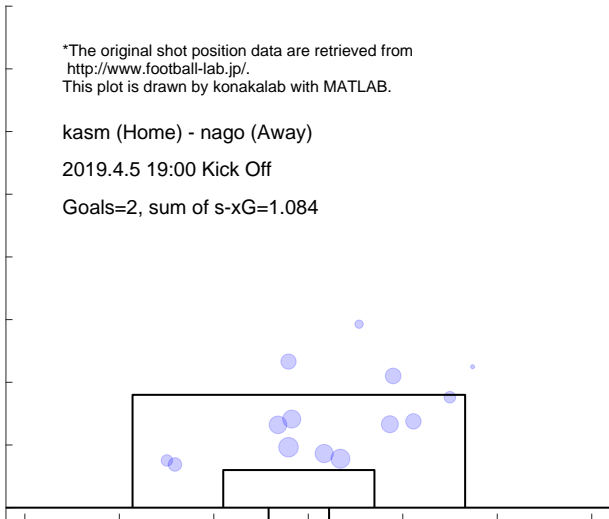 *The original shot position data are retrieved from
http://www.football-lab.jp/.
This plot is drawn by konakalab with MATLAB.
kasm (Home) - nago (Away)
2019.4.5 19:00 Kick Off
Goals=2, sum of s-xG=1.084